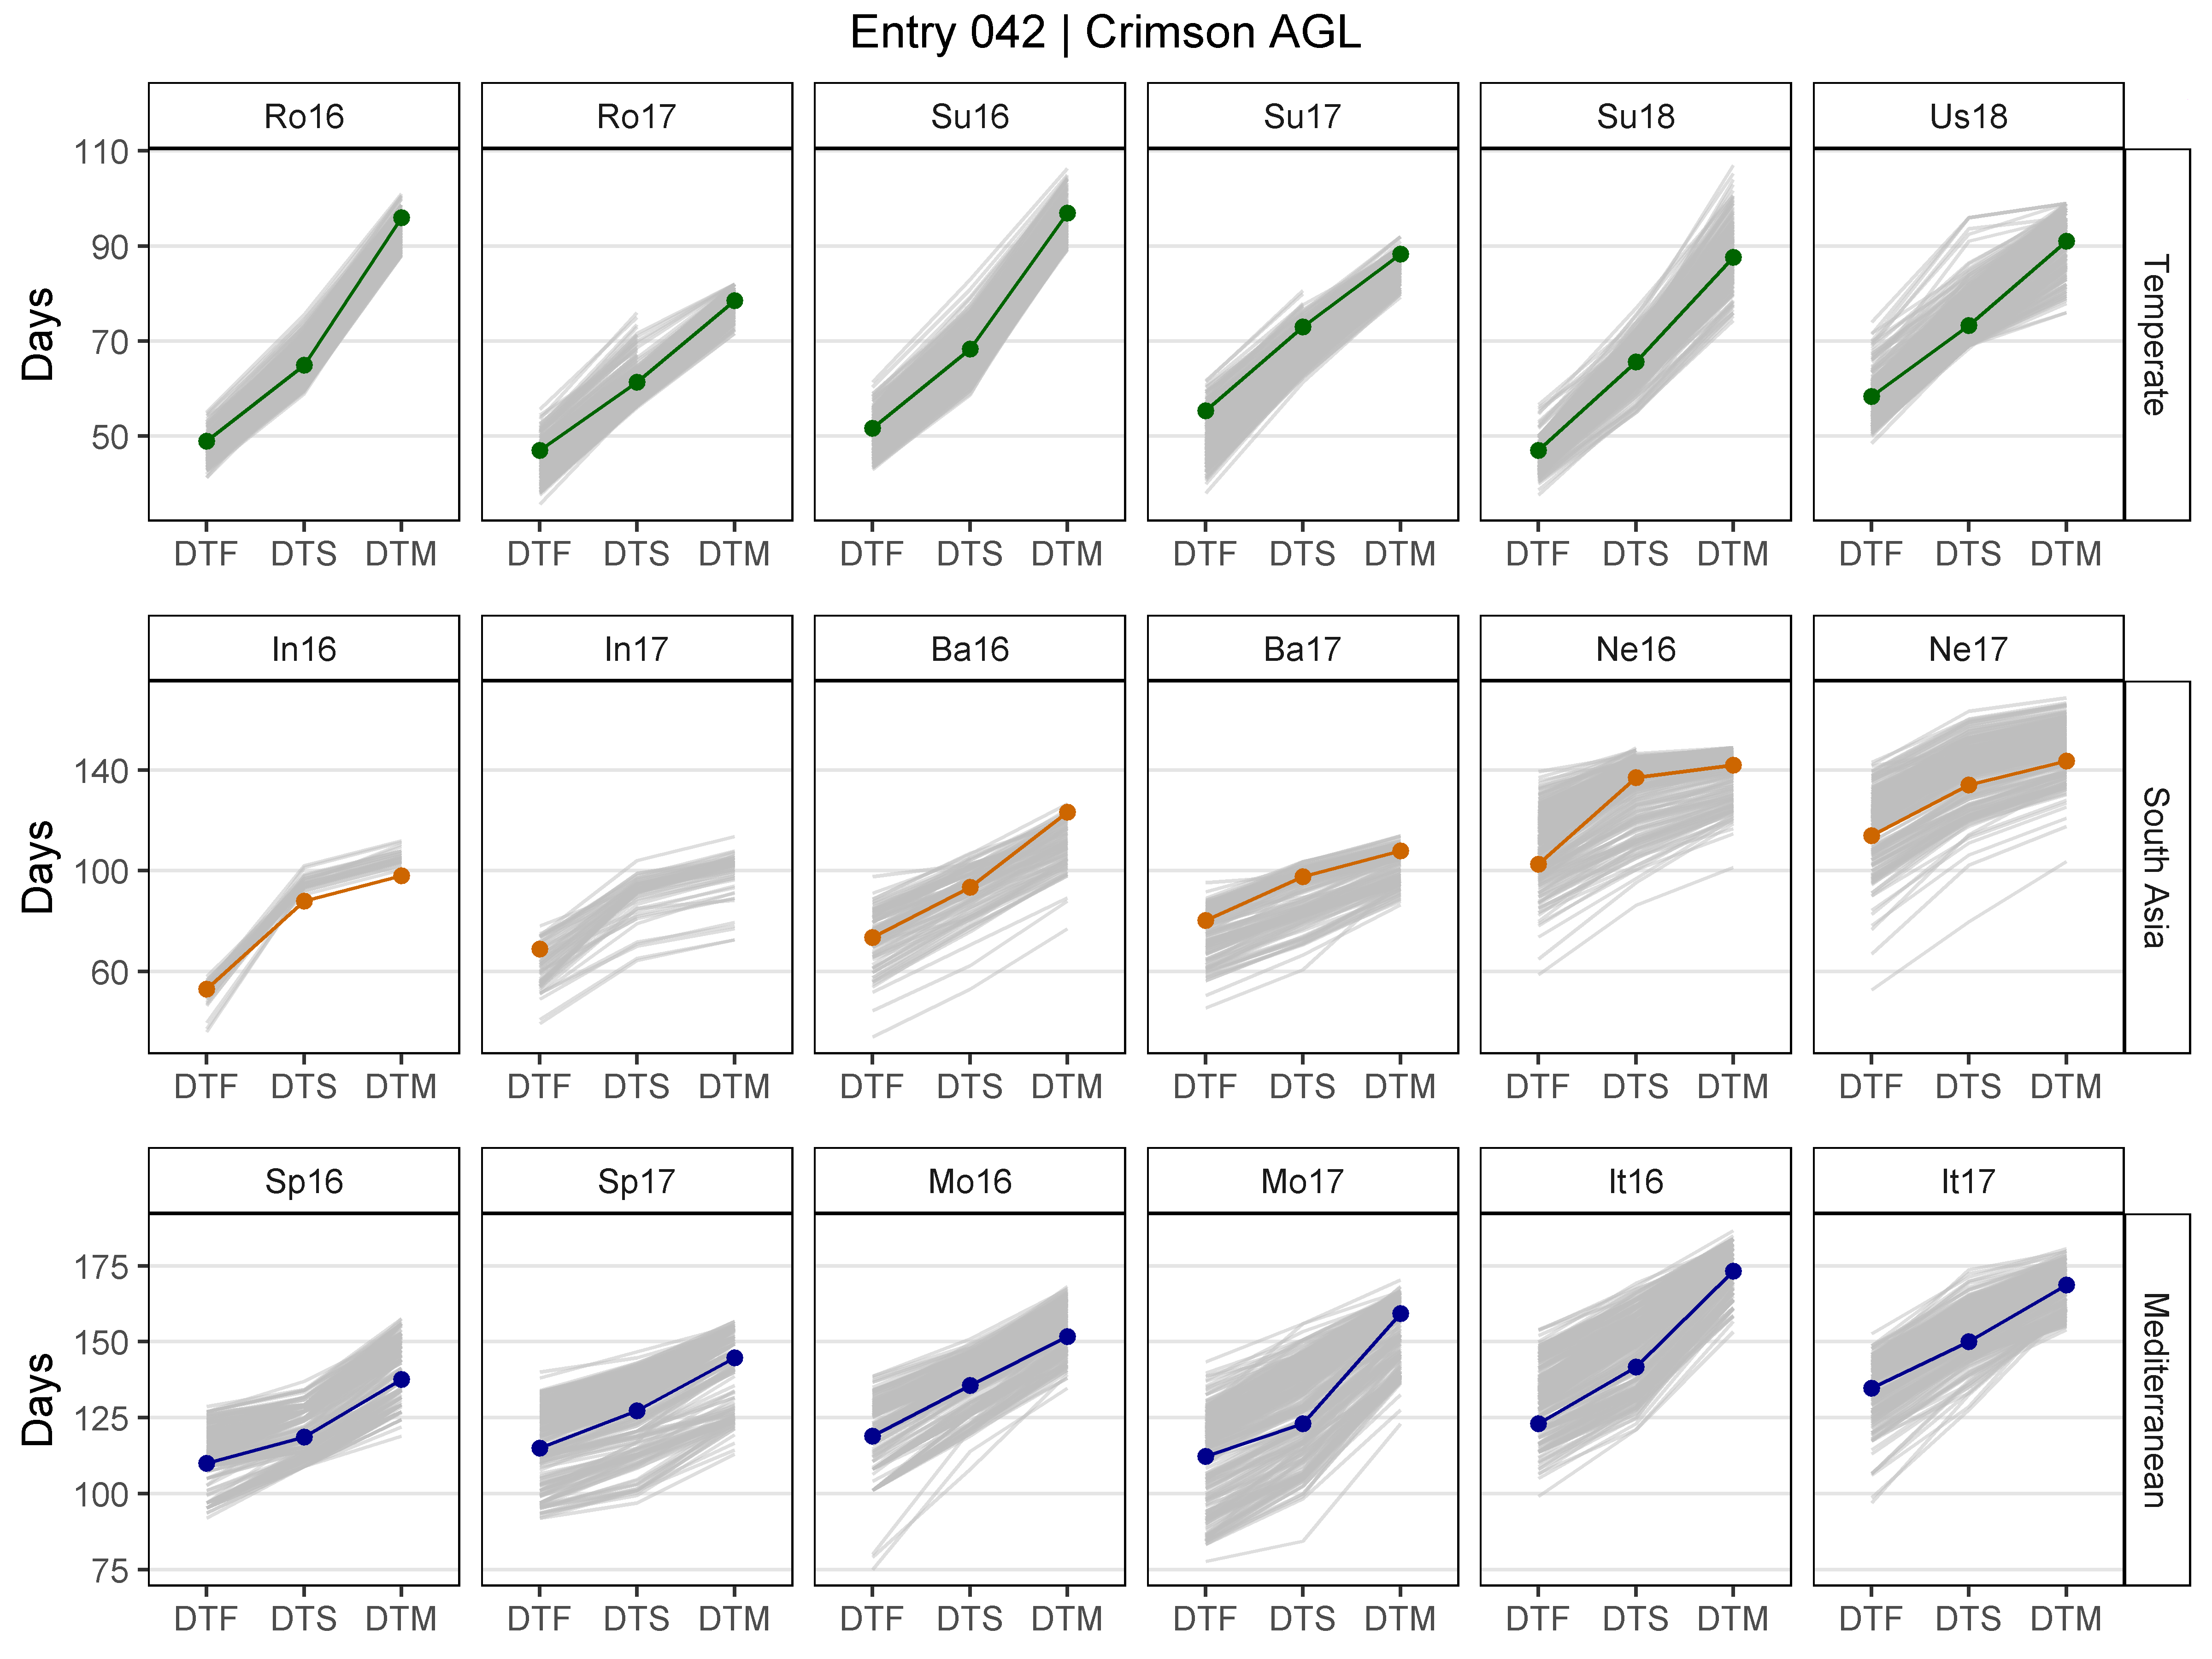 Entry 042 | Crimson AGL
Ro16 Ro17 Su16 Su17 Su18 Us18
110
90
70
50
Days
Temperate
DTF DTS DTM DTF DTS DTM DTF DTS DTM DTF DTS DTM DTF DTS DTM DTF DTS DTM
In16 In17 Ba16 Ba17 Ne16 Ne17
140
100
60
Days
South Asia
DTF DTS DTM DTF DTS DTM DTF DTS DTM DTF DTS DTM DTF DTS DTM DTF DTS DTM
Sp16 Sp17 Mo16 Mo17 It16 It17
175
150
125
100
75
Days
Mediterranean
DTF DTS DTM DTF DTS DTM DTF DTS DTM DTF DTS DTM DTF DTS DTM DTF DTS DTM